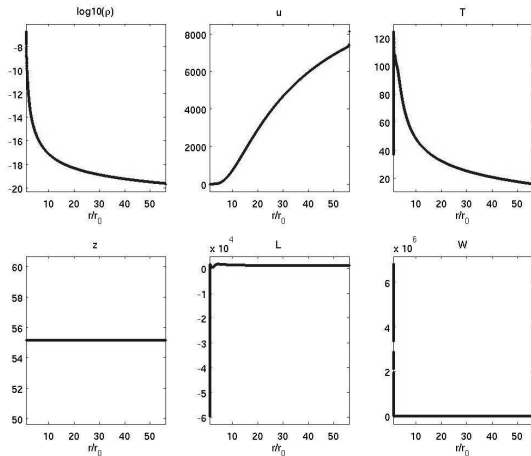 log10(ρ)
u
T
-8
-10
-12
-14
-16
-18
-20
8000
6000
4000
2000
0
120
100
80
60
40
20
10 20 30 40 50
10 20 30 40 50
10 20 30 40 50
r/r0
r/r0
r/r0
z
x 10^4 L
x 10^6 W
60
58
56
54
52
50
0
-1
-2
-3
-4
-5
-6
6
4
2
0
10 20 30 40 50
10 20 30 40 50
10 20 30 40 50
r/r0
r/r0
r/r0